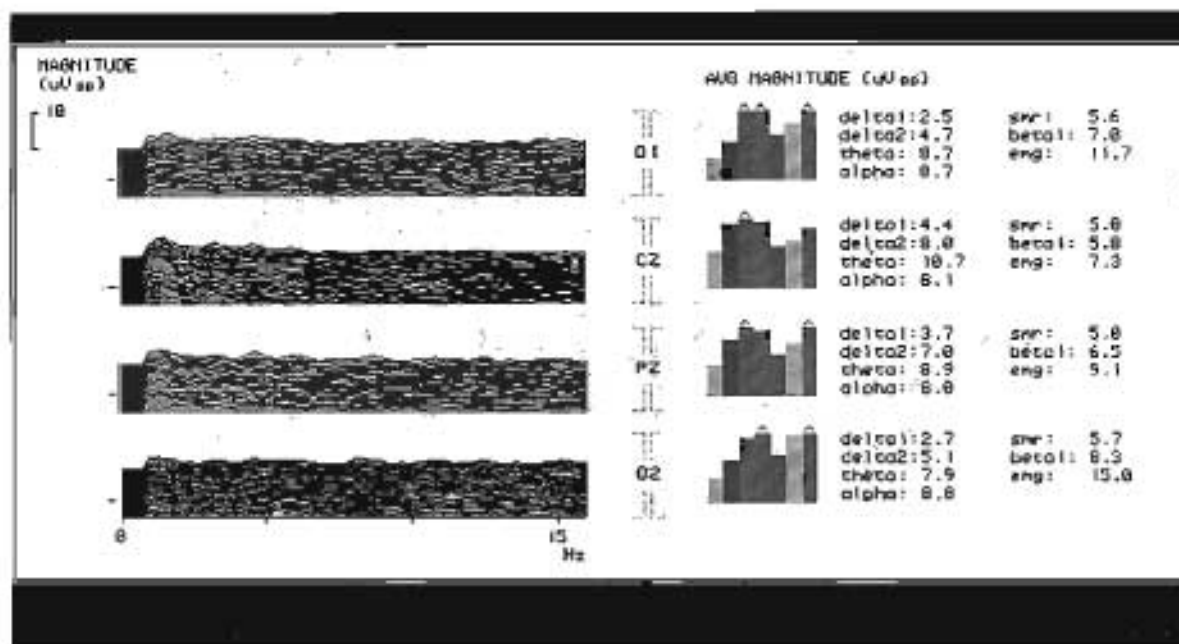 MAGNITUDE
(uV pp)
10
AVG MAGNITUDE (uV pp)
O1
delta1:2.5 smr: 5.6
delta2:4.7 beta1: 7.0
theta: 8.7 emg: 11.7
alpha: 8.7
CZ
delta1:4.4 smr: 5.0
delta2:8.0 beta1: 5.8
theta: 10.7 emg: 7.3
alpha: 8.1
PZ
delta1:3.7 smr: 5.0
delta2:7.0 beta1: 6.5
theta: 8.9 emg: 9.1
alpha:
O2
delta1:2.7 smr: 5.7
delta2:5.1 beta1: 8.3
theta: 7.9 emg: 15.0
alpha: 8.8
0 15
Hz